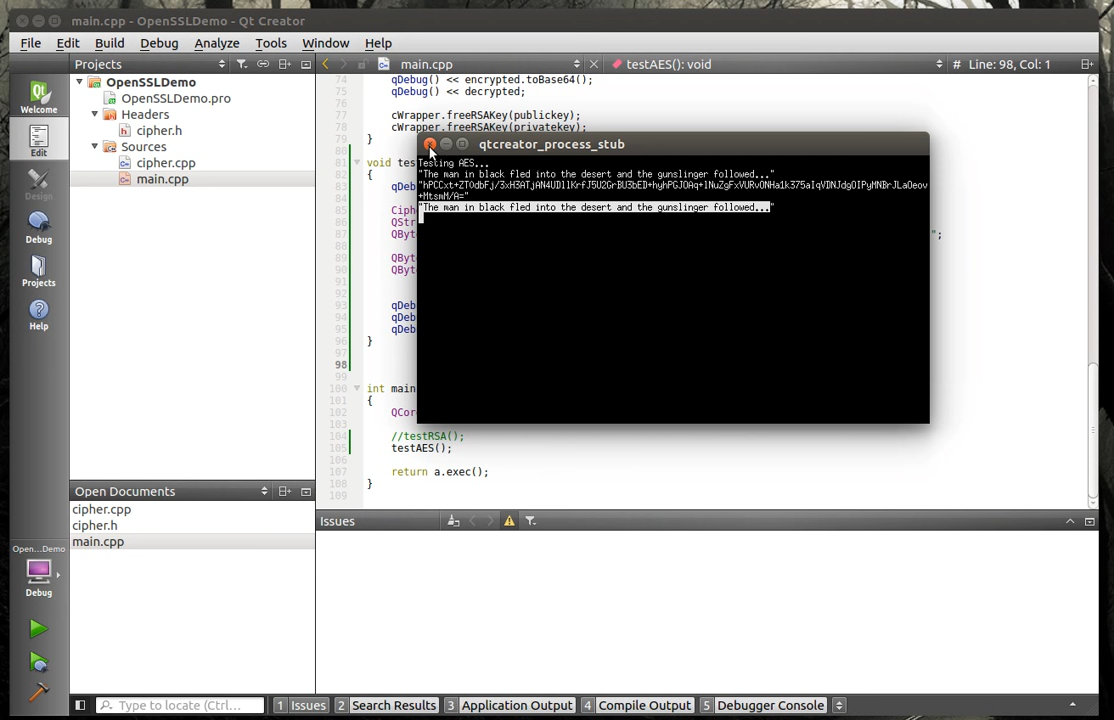 main.cpp - OpenSSLDemo - Qt Creator
File Edit Build Debug Analyze Tools Window Help
Projects
main.cpp
testAES(): void
# Line: 98, Col: 1
Welcome
Edit
Design
Debug
Projects
Help
OpenSSLDemo
OpenSSLDemo.pro
Headers
cipher.h
Sources
cipher.cpp
main.cpp
74 qDebug() << encrypted.toBase64();
75 qDebug() << decrypted;
76
77 cWrapper.freeRSAKey(publickey);
78 cWrapper.freeRSAKey(privatekey);
79 }
80
81 void tes
82 {
83 qDeb
84
85 Ciph
86 QStr
87 QByt ";
88
89 QByt
90 QByt
91
92
93 qDeb
94 qDeb
95 qDeb
96 }
97
98
99
100 int main
101 {
102 QCor
103
104 //testRSA();
105 testAES();
106
107 return a.exec();
108 }
109
qtcreator_process_stub
Testing AES...
"The man in black fled into the desert and the gunslinger followed..."
"The man in black fled into the desert and the gunslinger followed..."
Open Documents
cipher.cpp
cipher.h
main.cpp
Issues
Open...Demo
Debug
Type to locate (Ctrl...
1 Issues
2 Search Results
3 Application Output
4 Compile Output
5 Debugger Console